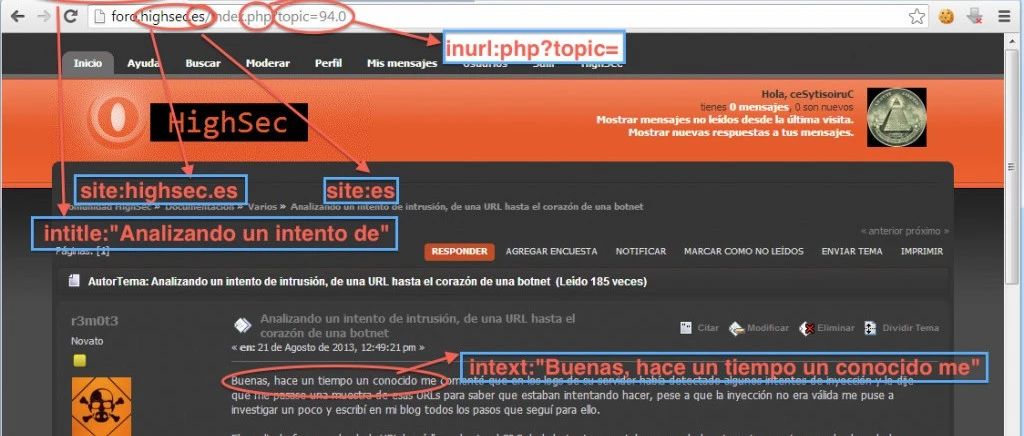 foro.highsec.es/index.php?topic=94.0
inurl:php?topic=
Inicio Ayuda Buscar Moderar Perfil Mis mensajes Usuarios Salir HighSec
Hola, ceSytisoiruC
tienes 0 mensajes, 0 son nuevos
Mostrar mensajes no leídos desde la última visita.
Mostrar nuevas respuestas a tus mensajes.
HighSec
site:highsec.es
site:es
Comunidad HighSec » Documentación » Varios » Analizando un intento de intrusión, de una URL hasta el corazón de una botnet
intitle:"Analizando un intento de"
« anterior próximo »
Páginas: [1]
RESPONDER AGREGAR ENCUESTA NOTIFICAR MARCAR COMO NO LEÍDOS ENVIAR TEMA IMPRIMIR
AutorTema: Analizando un intento de intrusión, de una URL hasta el corazón de una botnet (Leído 185 veces)
r3m0t3
Novato
Analizando un intento de intrusión, de una URL hasta el
corazón de una botnet
« en: 21 de Agosto de 2013, 12:49:21 pm »
Citar Modificar Eliminar Dividir Tema
intext:"Buenas, hace un tiempo un conocido me"
Buenas, hace un tiempo un conocido me comentó que en los logs de su servidor había detectado algunos intentos de inyección y le dije
que me pasase una muestra de esas URLs para saber que estaban intentando hacer, pese a que la inyección no era válida me puse a
investigar un poco y escribí en mi blog todos los pasos que seguí para ello.